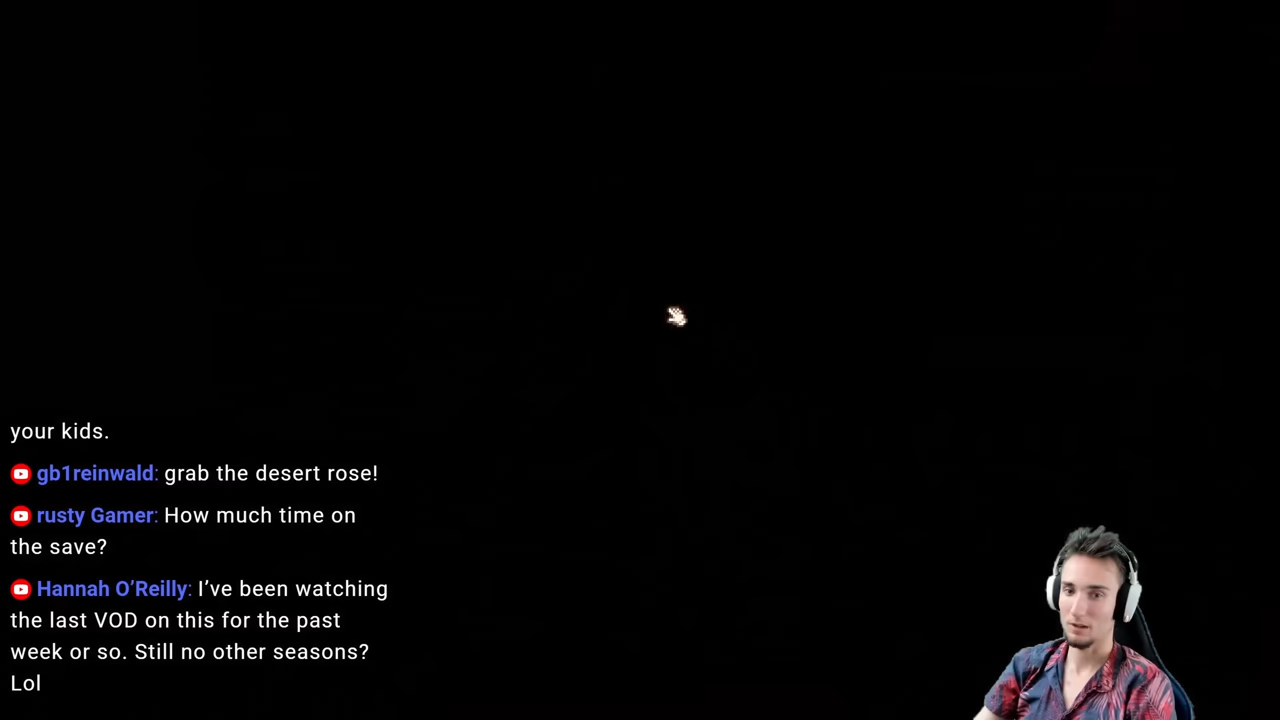 your kids.
gb1reinwald: grab the desert rose!
rusty Gamer: How much time on
the save?
Hannah O’Reilly: I’ve been watching
the last VOD on this for the past
week or so. Still no other seasons?
Lol